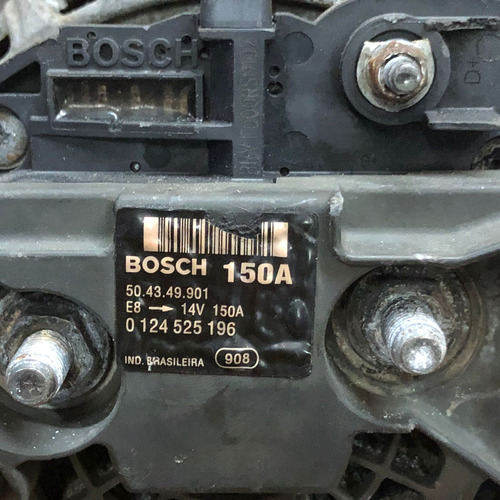 BOSCH
D+
BOSCH 150A
50.43.49.901
E8 → 14V 150A
0 124 525 196
IND. BRASILEIRA 908